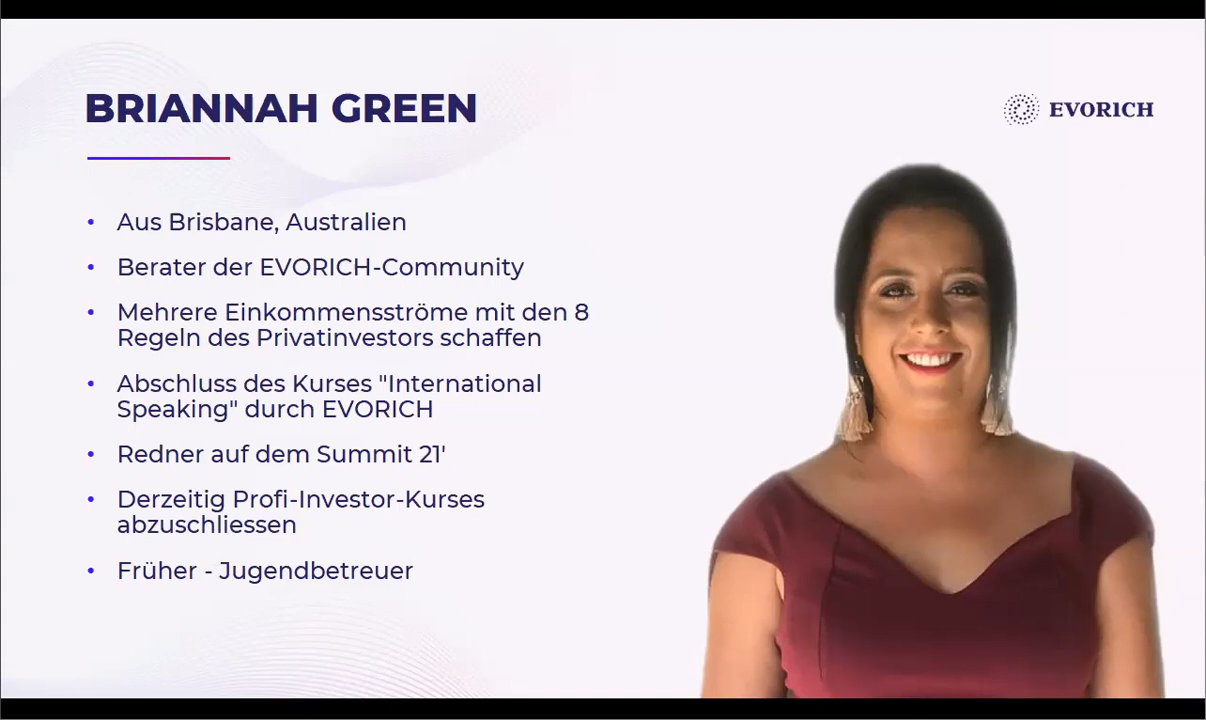 BRIANNAH GREEN
EVORICH
• Aus Brisbane, Australien
• Berater der EVORICH-Community
• Mehrere Einkommensströme mit den 8
Regeln des Privatinvestors schaffen
• Abschluss des Kurses "International
Speaking" durch EVORICH
• Redner auf dem Summit 21'
• Derzeitig Profi-Investor-Kurses
abzuschliessen
• Früher - Jugendbetreuer